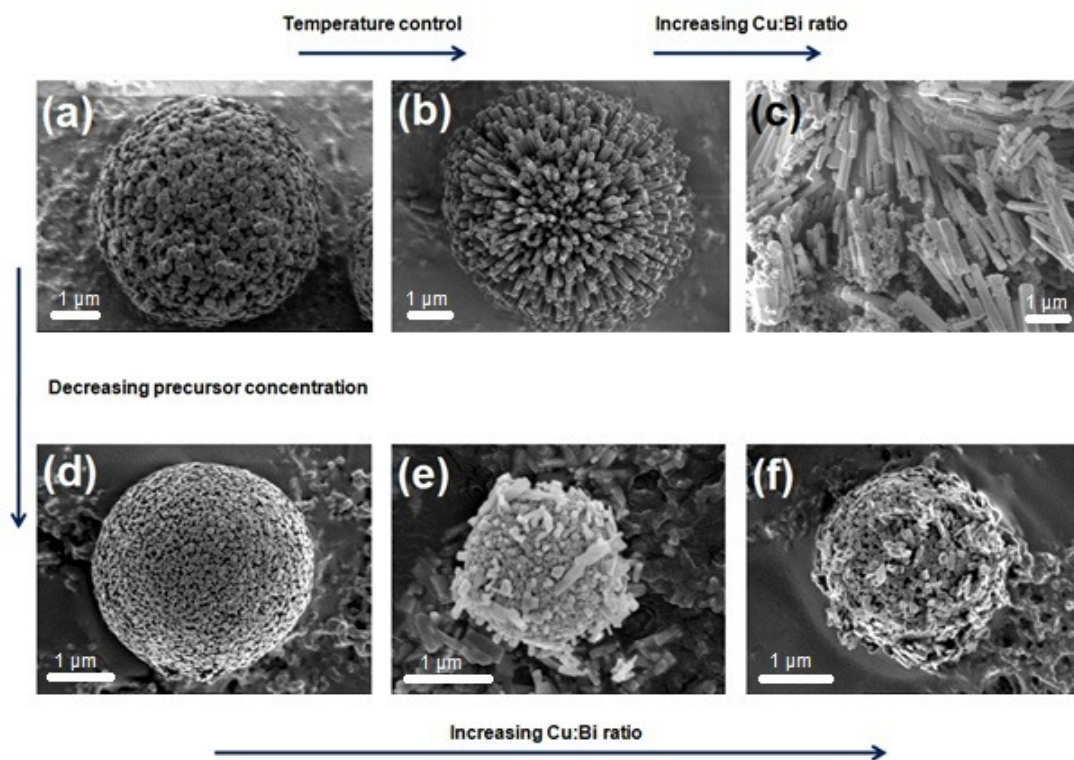 Temperature control
Increasing Cu:Bi ratio
(a)
(b)
(c)
1 µm
1 µm
1 µm
Decreasing precursor concentration
(d)
(e)
(f)
1 µm
1 µm
1 µm
Increasing Cu:Bi ratio